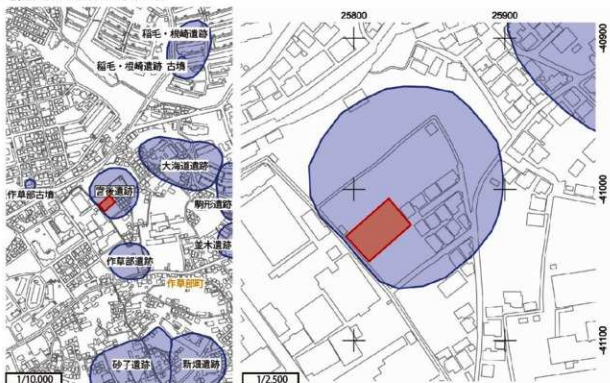 稲毛・根崎遺跡
稲毛・根崎遺跡 古墳
大海道遺跡
作草部古墳
宮後遺跡
駒形遺跡
並木遺跡
作草部遺跡
作草部町
砂子遺跡
新畑遺跡
1/10,000
25800
25900
-40900
-41000
-41100
1/2,500